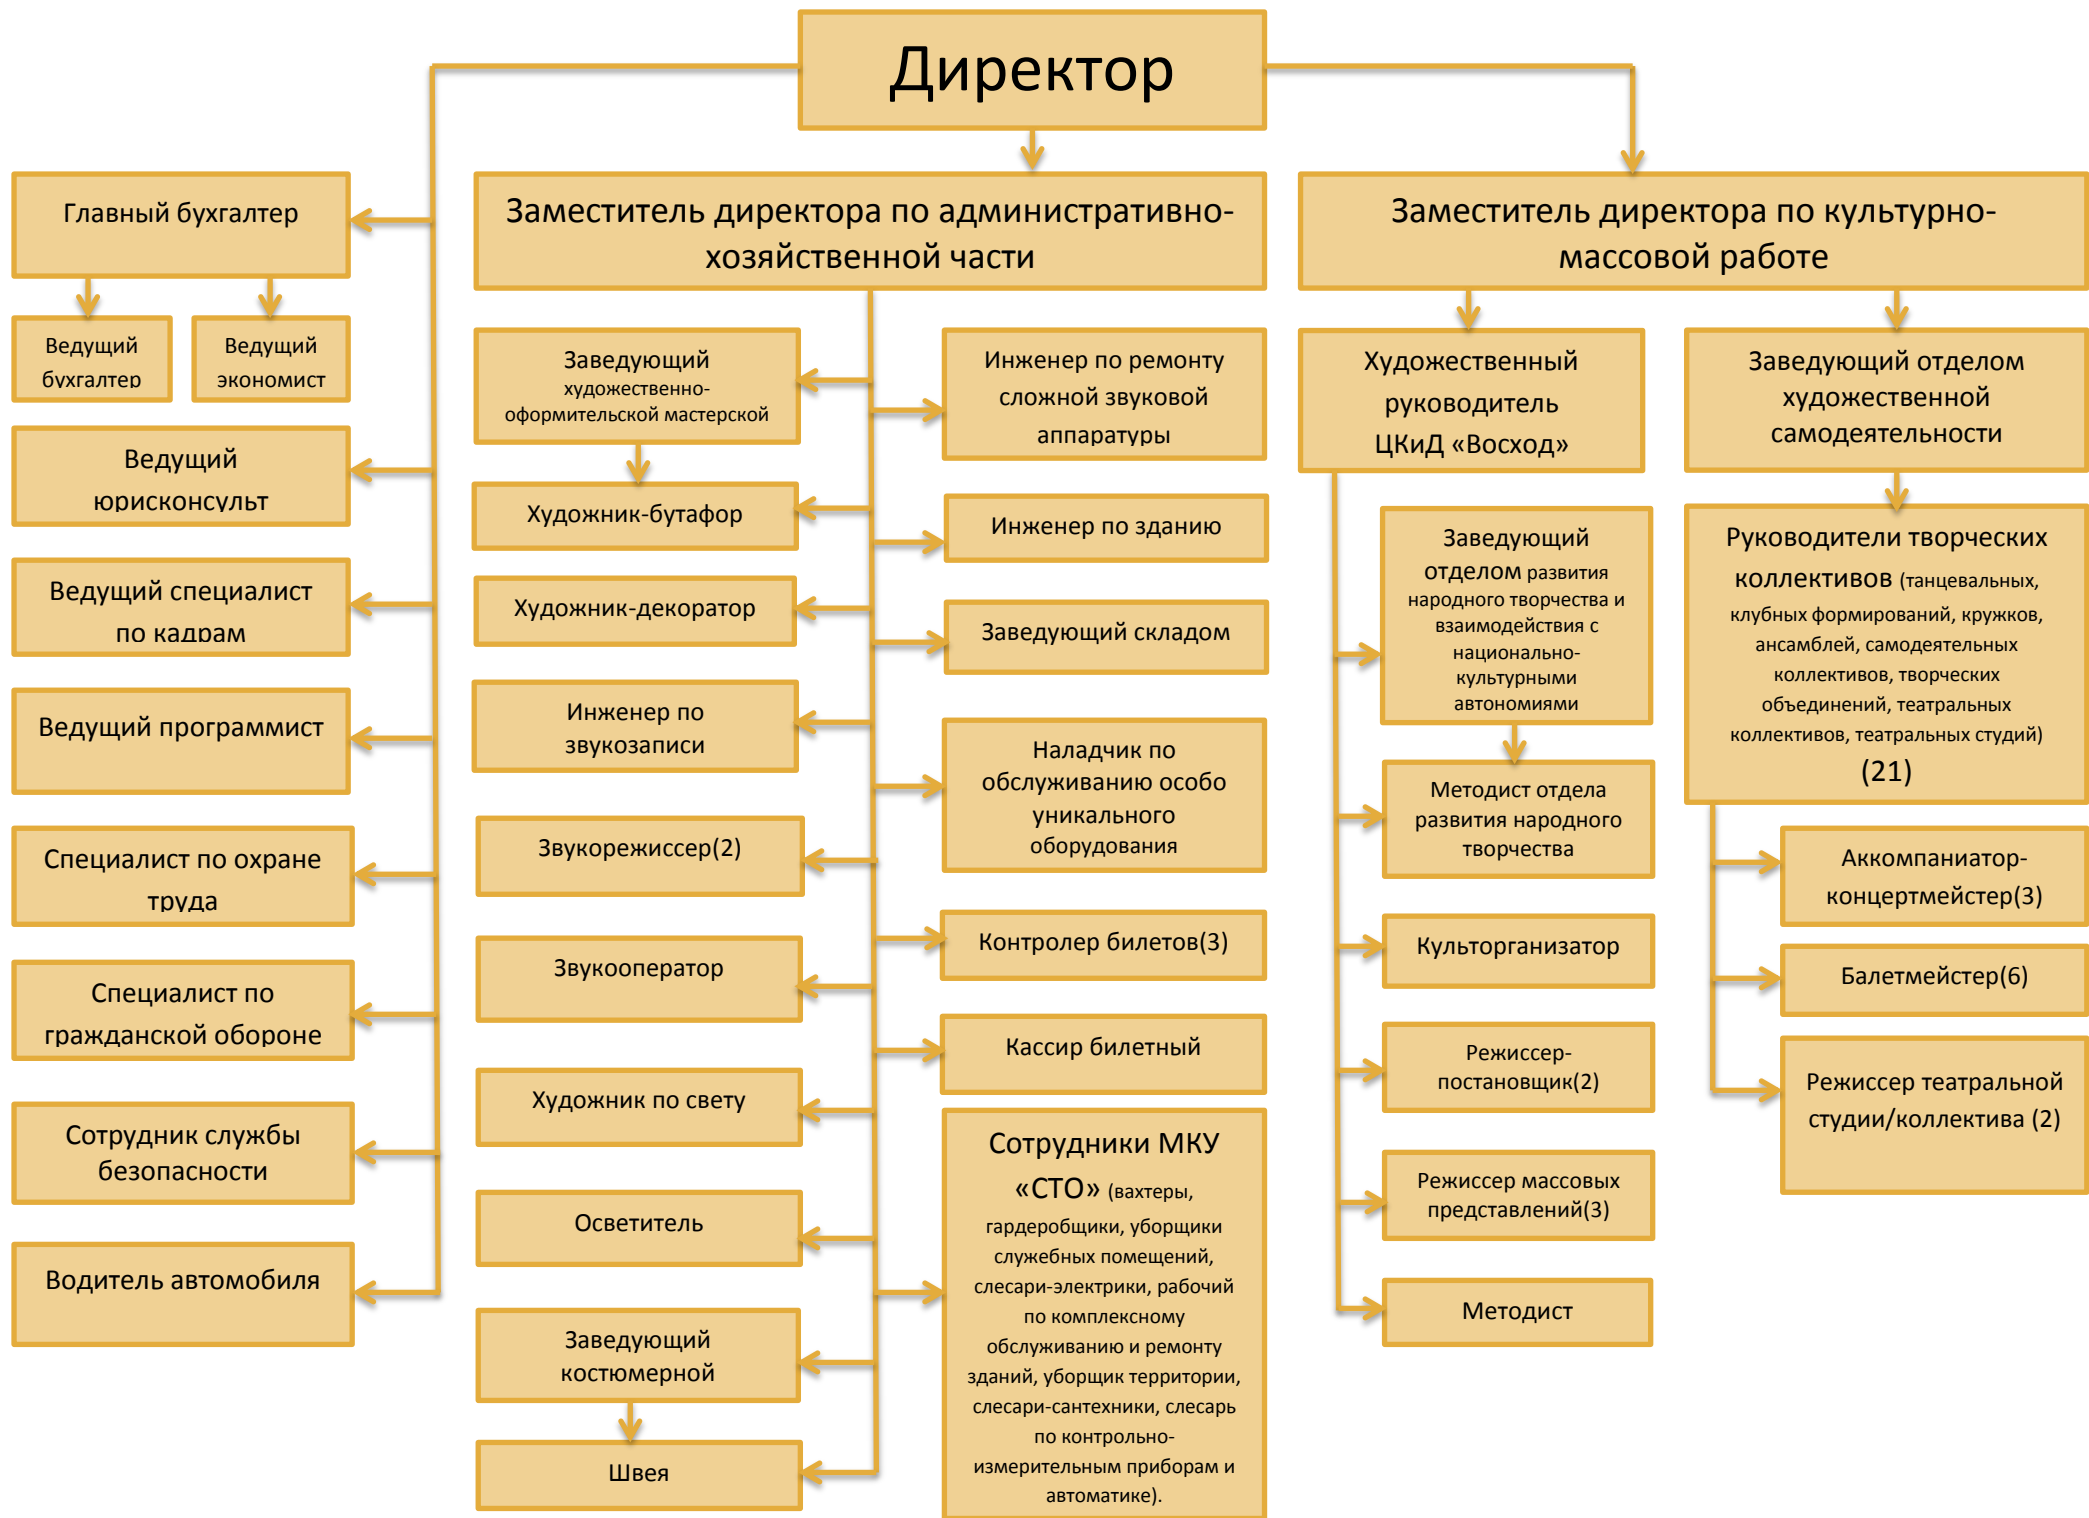 Директор
Главный бухгалтер
Ведущий
бухгалтер
Ведущий
экономист
Ведущий
юрисконсульт
Ведущий специалист
по кадрам
Ведущий программист
Специалист по охране
труда
Специалист по
гражданской обороне
Сотрудник службы
безопасности
Водитель автомобиля
Заместитель директора по административно-
хозяйственной части
Заведующий
художественно-
оформительской мастерской
Художник-бутафор
Художник-декоратор
Инженер по
звукозаписи
Звукорежиссер(2)
Звукооператор
Художник по свету
Осветитель
Заведующий
костюмерной
Швея
Инженер по ремонту
сложной звуковой
аппаратуры
Инженер по зданию
Заведующий складом
Наладчик по
обслуживанию особо
уникального
оборудования
Контролер билетов(3)
Кассир билетный
Сотрудники МКУ
«СТО» (вахтеры,
гардеробщики, уборщики
служебных помещений,
слесари-электрики, рабочий
по комплексному
обслуживанию и ремонту
зданий, уборщик территории,
слесари-сантехники, слесарь
по контрольно-
измерительным приборам и
автоматике).
Заместитель директора по культурно-
массовой работе
Художественный
руководитель
ЦКиД «Восход»
Заведующий
отделом развития
народного творчества и
взаимодействия с
национально-
культурными
автономиями
Методист отдела
развития народного
творчества
Культорганизатор
Режиссер-
постановщик(2)
Режиссер массовых
представлений(3)
Методист
Заведующий отделом
художественной
самодеятельности
Руководители творческих
коллективов (танцевальных,
клубных формирований, кружков,
ансамблей, самодеятельных
коллективов, творческих
объединений, театральных
коллективов, театральных студий)
(21)
Аккомпаниатор-
концертмейстер(3)
Балетмейстер(6)
Режиссер театральной
студии/коллектива (2)